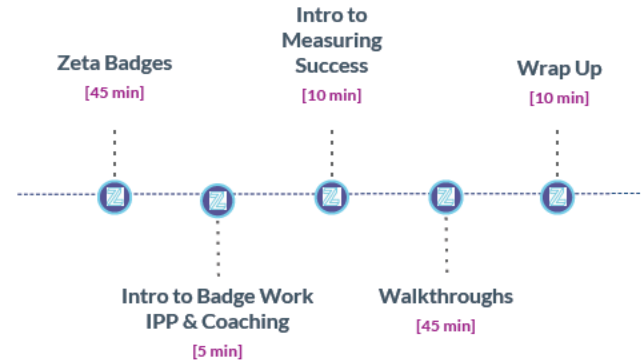 Zeta Badges
[45 min]
Intro to Badge Work
IPP & Coaching
[5 min]
Intro to
Measuring
Success
[10 min]
Walkthroughs
[45 min]
Wrap Up
[10 min]
Z
Z
Z
Z
Z